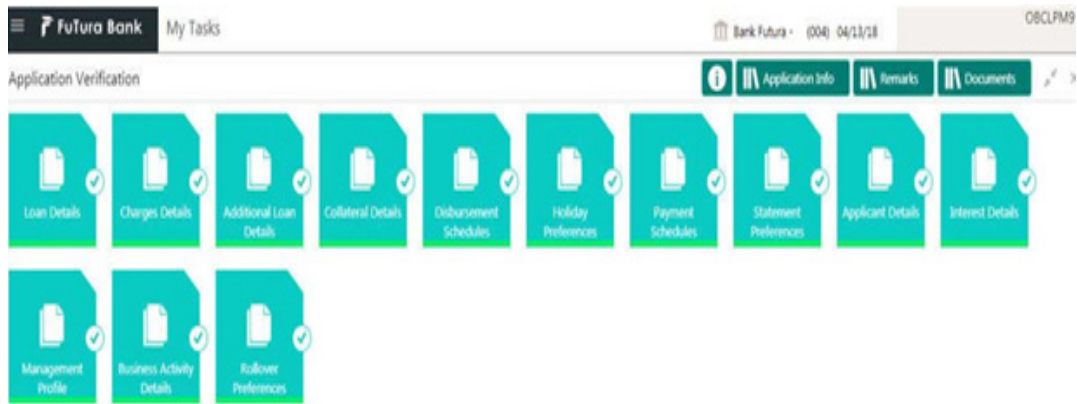 FuTura Bank
My Tasks
Bank Futura - (004) 04/13/18
OBCLPM9
Application Verification
i
Application Info
Remarks
Documents
Loan Details
Charges Details
Additional Loan
Details
Collateral Details
Disbursement
Schedules
Holiday
Preferences
Payment
Schedules
Statement
Preferences
Applicant Details
Interest Details
Management
Profile
Business Activity
Details
Rollover
Preferences